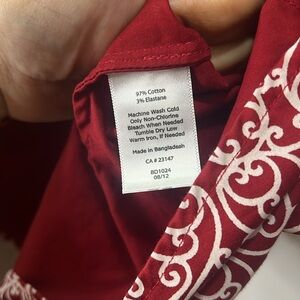 97% Cotton
3% Elastane
Machine Wash Cold
Only Non-Chlorine
Bleach When Needed
Tumble Dry Low
Warm Iron, If Needed
Made in Bangladesh
CA # 23147
BD1024
08/12